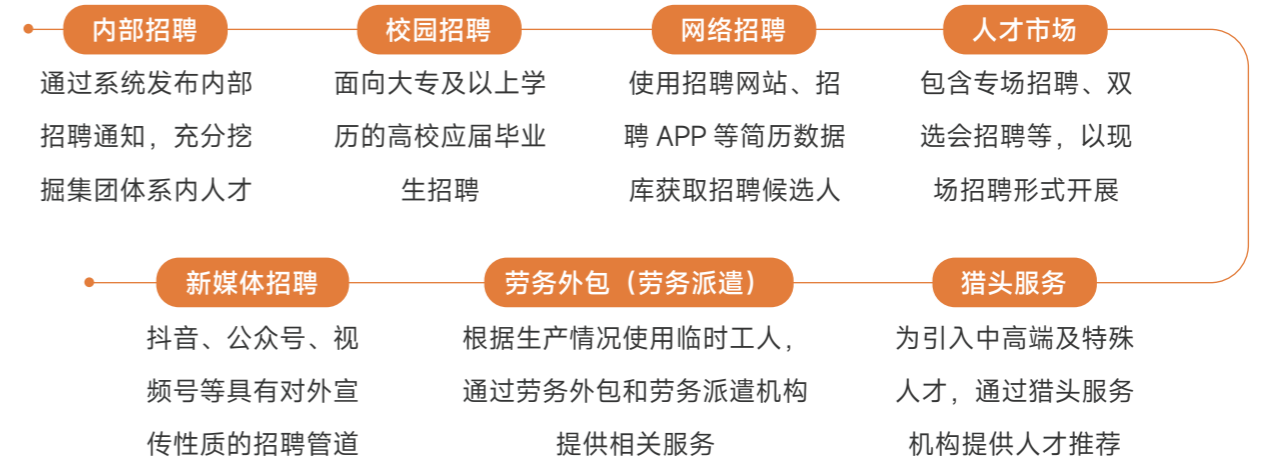 内部招聘
通过系统发布内部
招聘通知，充分挖
掘集团体系内人才
校园招聘
面向大专及以上学
历的高校应届毕业
生招聘
网络招聘
使用招聘网站、招
聘 APP 等简历数据
库获取招聘候选人
人才市场
包含专场招聘、双
选会招聘等，以现
场招聘形式开展
新媒体招聘
抖音、公众号、视
频号等具有对外宣
传性质的招聘管道
劳务外包（劳务派遣）
根据生产情况使用临时工人，
通过劳务外包和劳务派遣机构
提供相关服务
猎头服务
为引入中高端及特殊
人才，通过猎头服务
机构提供人才推荐